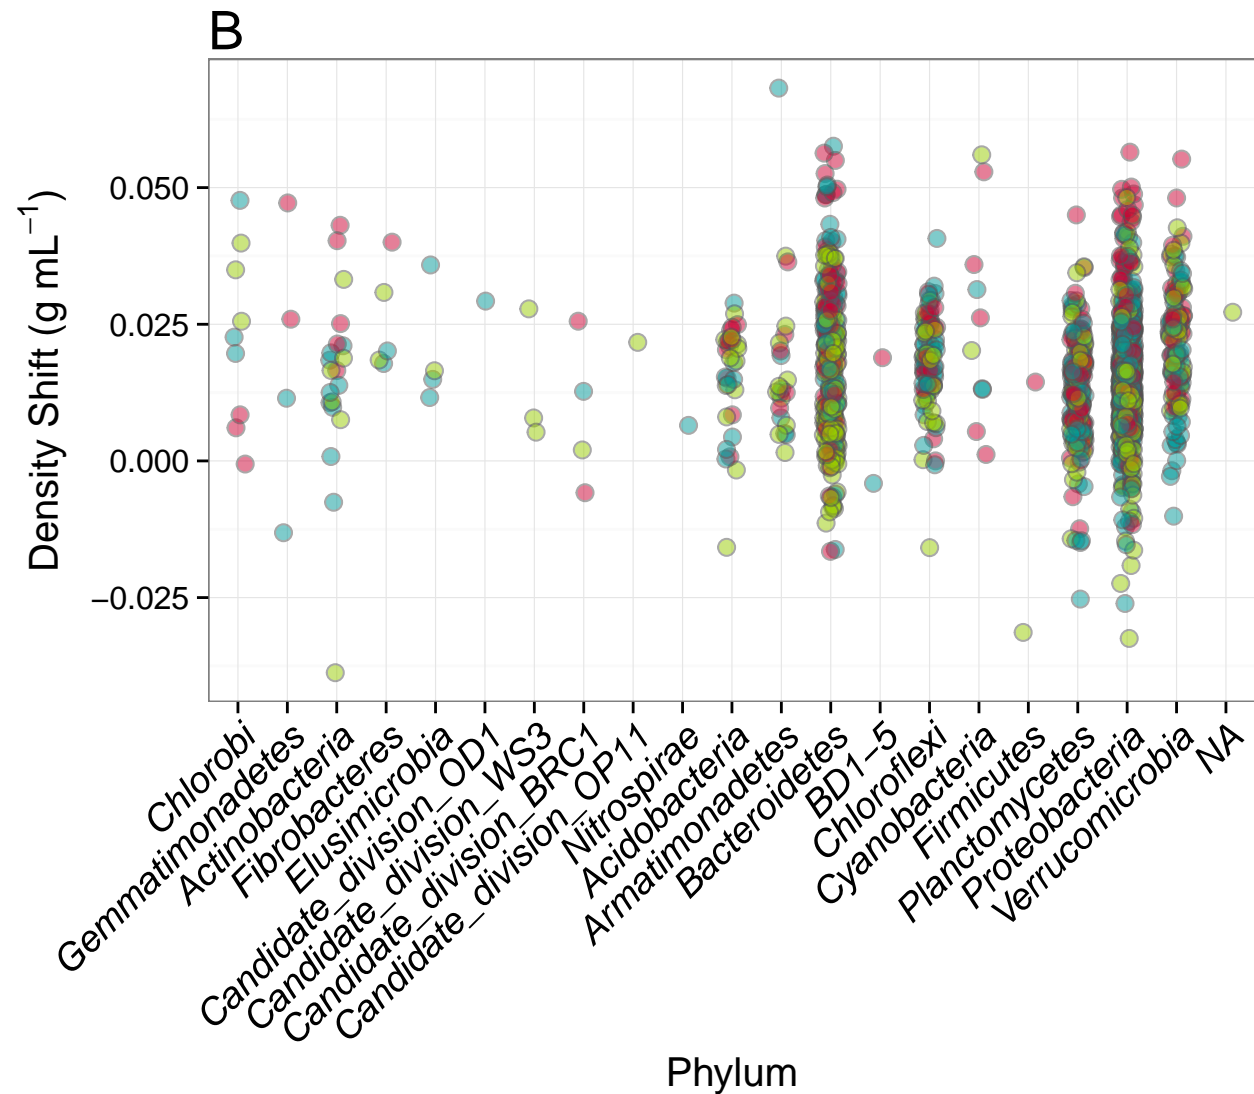 B
Density Shift (g mL−1)
0.050
0.025
0.000
−0.025
Chlorobi
Gemmatimonadetes
Actinobacteria
Fibrobacteres
Elusimicrobia
Candidate_division_OD1
Candidate_division_WS3
Candidate_division_BRC1
Candidate_division_OP11
Nitrospirae
Acidobacteria
Armatimonadetes
Bacteroidetes
BD1−5
Chloroflexi
Cyanobacteria
Firmicutes
Planctomycetes
Proteobacteria
Verrucomicrobia
NA
Phylum